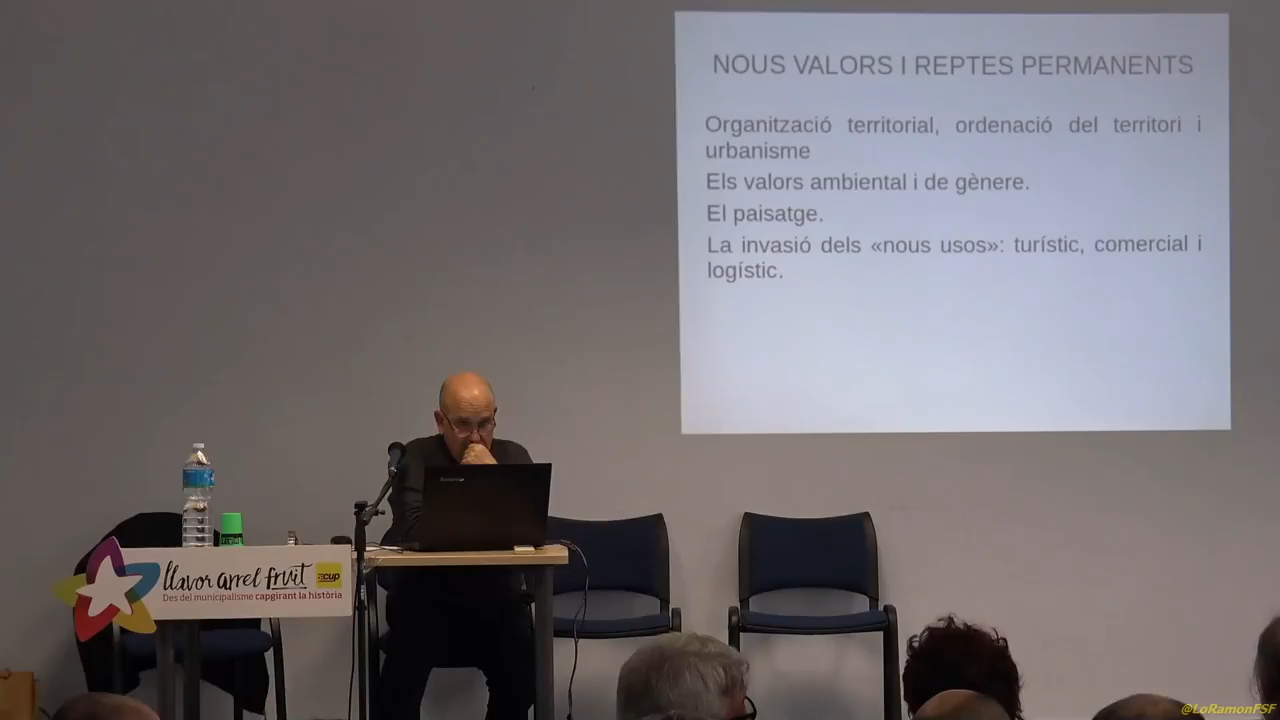 NOUS VALORS I REPTES PERMANENTS
Organització territorial, ordenació del territori i
urbanisme
Els valors ambiental i de gènere.
El paisatge.
La invasió dels «nous usos»: turístic, comercial i
logístic.
llavor arrel fruit
cup
Des del municipalisme capgirant la història
@LoRamonFSF